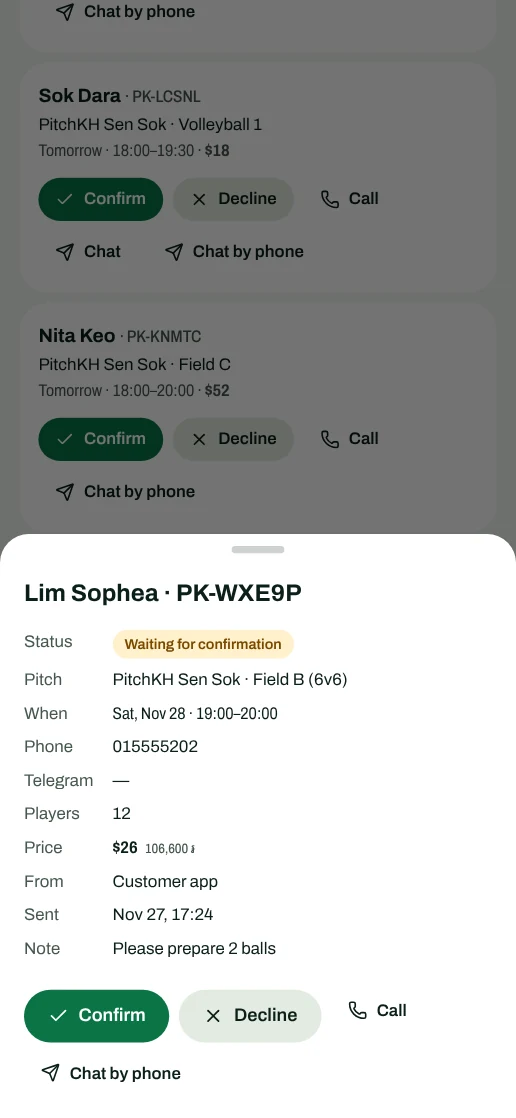 Chat by phone
Sok Dara · PK-LCSNL
PitchKH Sen Sok · Volleyball 1
Tomorrow · 18:00–19:30 · $18
Confirm Decline Call
Chat Chat by phone
Nita Keo · PK-KNMTC
PitchKH Sen Sok · Field C
Tomorrow · 18:00–20:00 · $52
Confirm Decline Call
Chat by phone
Lim Sophea · PK-WXE9P
Status Waiting for confirmation
Pitch PitchKH Sen Sok · Field B (6v6)
When Sat, Nov 28 · 19:00–20:00
Phone 015555202
Telegram —
Players 12
Price $26 106,600 ៛
From Customer app
Sent Nov 27, 17:24
Note Please prepare 2 balls
Confirm Decline Call
Chat by phone